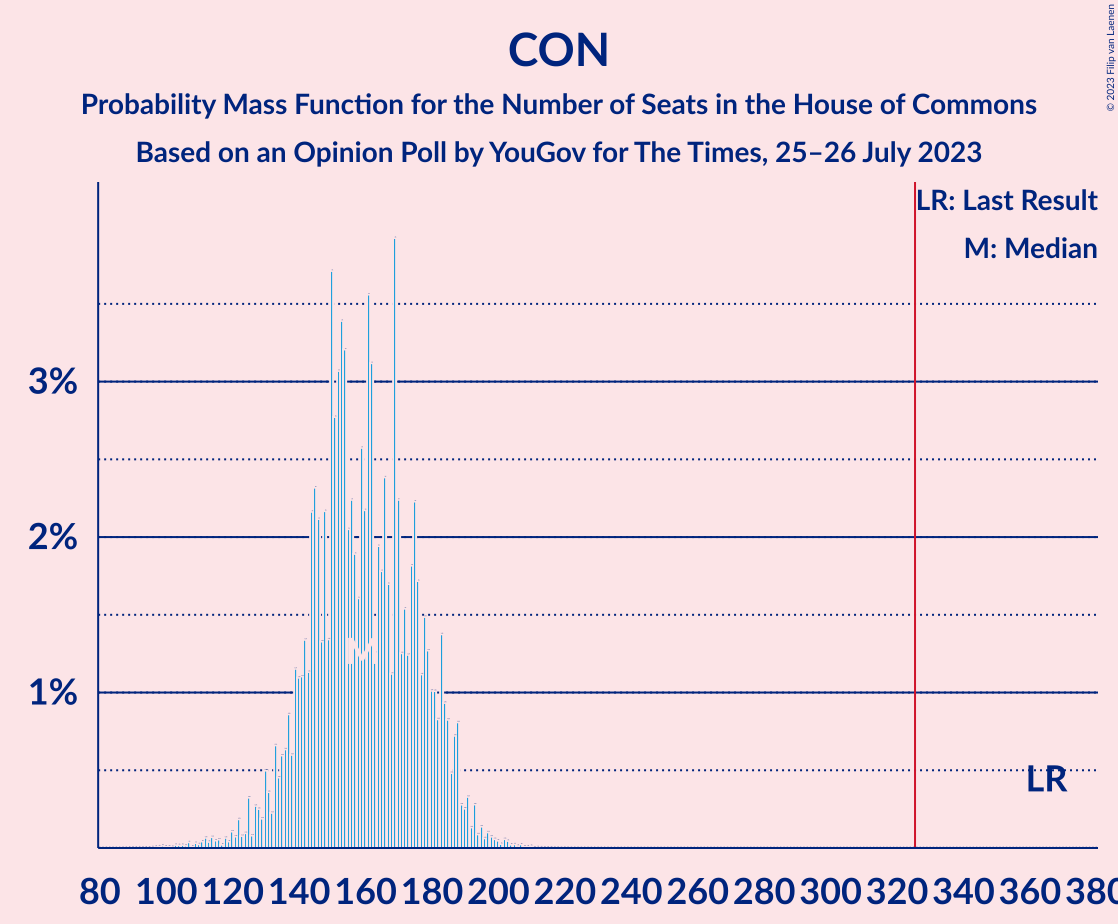 CON
Probability Mass Function for the Number of Seats in the House of Commons
Based on an Opinion Poll by YouGov for The Times, 25–26 July 2023
© 2023 Filip van Laenen
LR: Last Result
M: Median
3%
2%
1%
M
LR
80 100 120 140 160 180 200 220 240 260 280 300 320 340 360 380